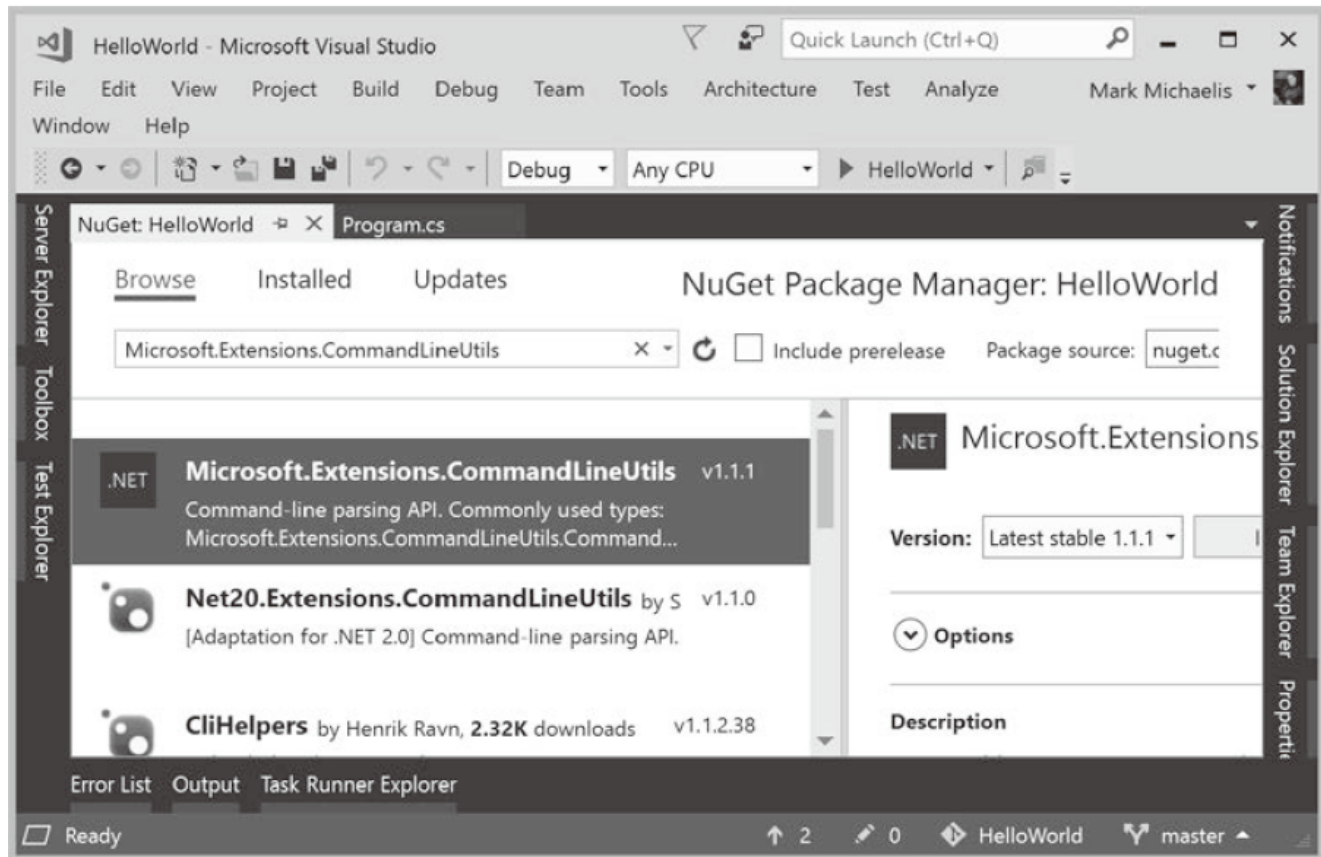 HelloWorld - Microsoft Visual Studio
Quick Launch (Ctrl+Q)
File Edit View Project Build Debug Team Tools Architecture Test Analyze Mark Michaelis
Window Help
Debug Any CPU HelloWorld
Server Explorer
Toolbox
Test Explorer
NuGet: HelloWorld Program.cs
Browse Installed Updates NuGet Package Manager: HelloWorld
Microsoft.Extensions.CommandLineUtils Include prerelease Package source: nuget.c
.NET Microsoft.Extensions.CommandLineUtils v1.1.1
Command-line parsing API. Commonly used types:
Microsoft.Extensions.CommandLineUtils.Command...
Net20.Extensions.CommandLineUtils by S v1.1.0
[Adaptation for .NET 2.0] Command-line parsing API.
CliHelpers by Henrik Ravn, 2.32K downloads v1.1.2.38
.NET Microsoft.Extensions.
Version: Latest stable 1.1.1
Options
Description
Notifications
Solution Explorer
Team Explorer
Propertie
Error List Output Task Runner Explorer
Ready 2 0 HelloWorld master